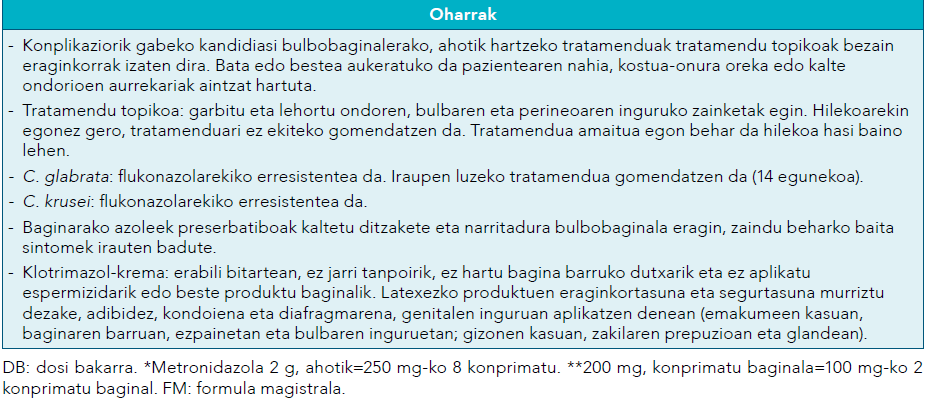 Oharrak
- Konplikaziorik gabeko kandidiasi bulbobaginalerako, ahotik hartzeko tratamenduak tratamendu topikoak bezain
eraginkorrak izaten dira. Bata edo bestea aukeratuko da pazientearen nahia, kostua-onura oreka edo kalte
ondorioen aurrekariak aintzat hartuta.
- Tratamendu topikoa: garbitu eta lehortu ondoren, bulbaren eta perineoaren inguruko zainketak egin. Hilekoarekin
egonez gero, tratamenduari ez ekiteko gomendatzen da. Tratamendua amaitua egon behar da hilekoa hasi baino
lehen.
- C. glabrata: flukonazolarekiko erresistentea da. Iraupen luzeko tratamendua gomendatzen da (14 egunekoa).
- C. krusei: flukonazolarekiko erresistentea da.
- Baginarako azoleek preserbatiboak kaltetu ditzakete eta narritadura bulbobaginala eragin, zaindu beharko baita
sintomek irauten badute.
- Klotrimazol-krema: erabili bitartean, ez jarri tanpoirik, ez hartu bagina barruko dutxarik eta ez aplikatu
espermizidarik edo beste produktu baginalik. Latexezko produktuen eraginkortasuna eta segurtasuna murriztu
dezake, adibidez, kondoiena eta diafragmarena, genitalen inguruan aplikatzen denean (emakumeen kasuan,
baginaren barruan, ezpainetan eta bulbaren inguruetan; gizonen kasuan, zakilaren prepuzioan eta glandean).
DB: dosi bakarra. *Metronidazola 2 g, ahotik=250 mg-ko 8 konprimatu. **200 mg, konprimatu baginala=100 mg-ko 2
konprimatu baginal. FM: formula magistrala.